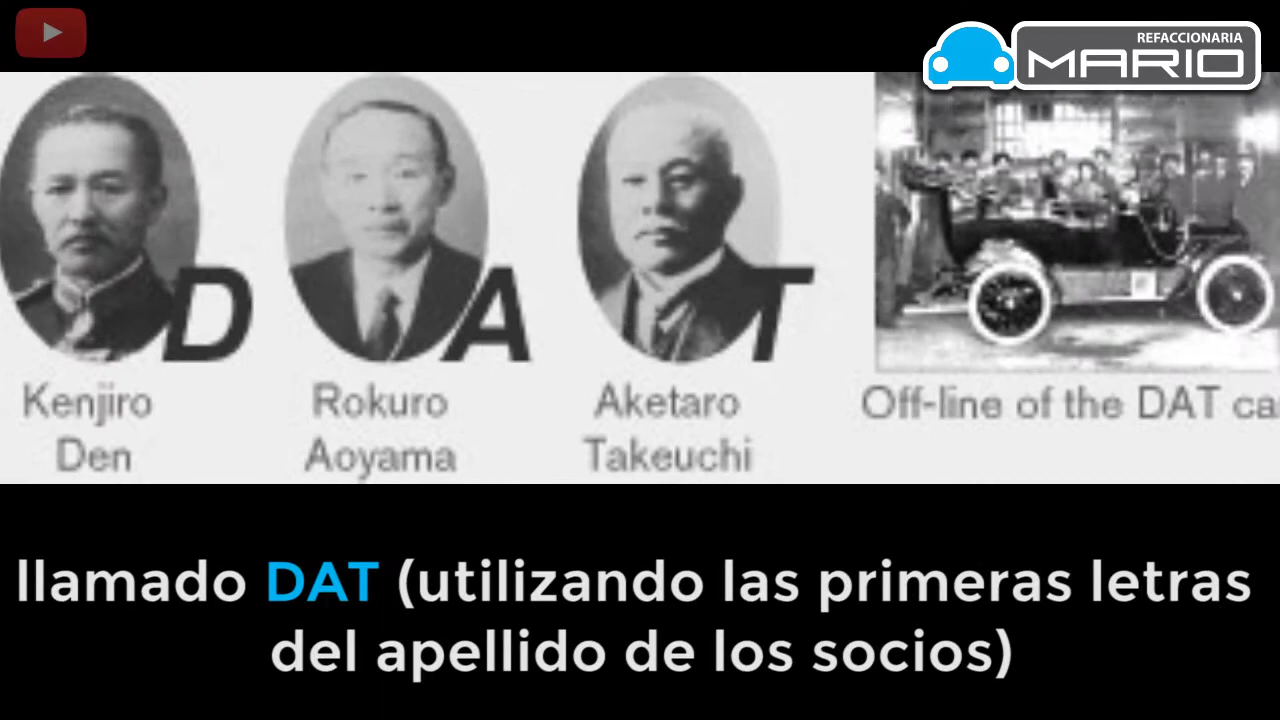 REFACCIONARIA
MARIO
D
A
T
Kenjiro
Den
Rokuro
Aoyama
Aketaro
Takeuchi
Off-line of the DAT ca
llamado DAT (utilizando las primeras letras
del apellido de los socios)